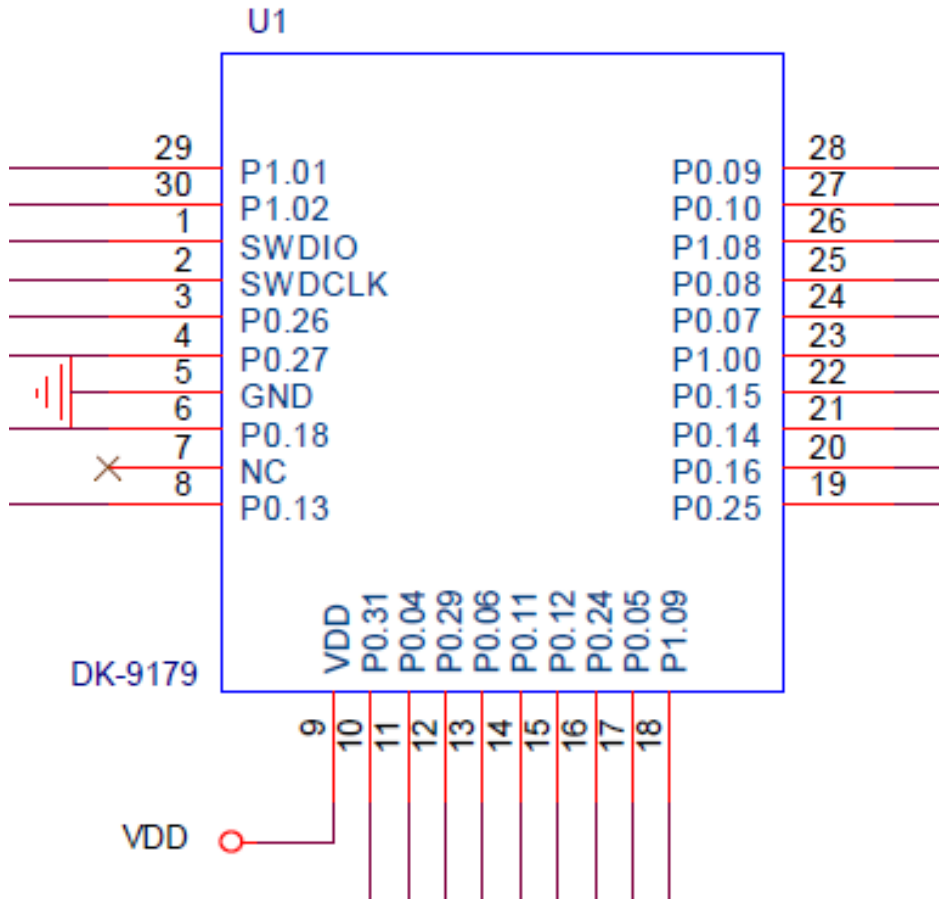 U1
29 P1.01 P0.09 28
30 P1.02 P0.10 27
1 SWDIO P1.08 26
2 SWDCLK P0.08 25
3 P0.26 P0.07 24
4 P0.27 P1.00 23
5 GND P0.15 22
6 P0.18 P0.14 21
7 NC P0.16 20
8 P0.13 P0.25 19
VDD P0.31 P0.04 P0.29 P0.06 P0.11 P0.12 P0.24 P0.05 P1.09
DK-9179
9 10 11 12 13 14 15 16 17 18
VDD